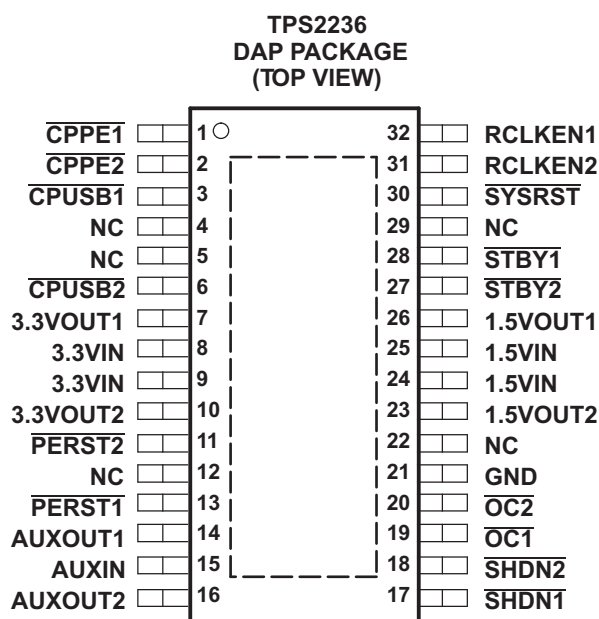 TPS2236
DAP PACKAGE
(TOP VIEW)
CPPE1 1 32 RCLKEN1
CPPE2 2 31 RCLKEN2
CPUSB1 3 30 SYSRST
NC 4 29 NC
NC 5 28 STBY1
CPUSB2 6 27 STBY2
3.3VOUT1 7 26 1.5VOUT1
3.3VIN 8 25 1.5VIN
3.3VIN 9 24 1.5VIN
3.3VOUT2 10 23 1.5VOUT2
PERST2 11 22 NC
NC 12 21 GND
PERST1 13 20 OC2
AUXOUT1 14 19 OC1
AUXIN 15 18 SHDN2
AUXOUT2 16 17 SHDN1